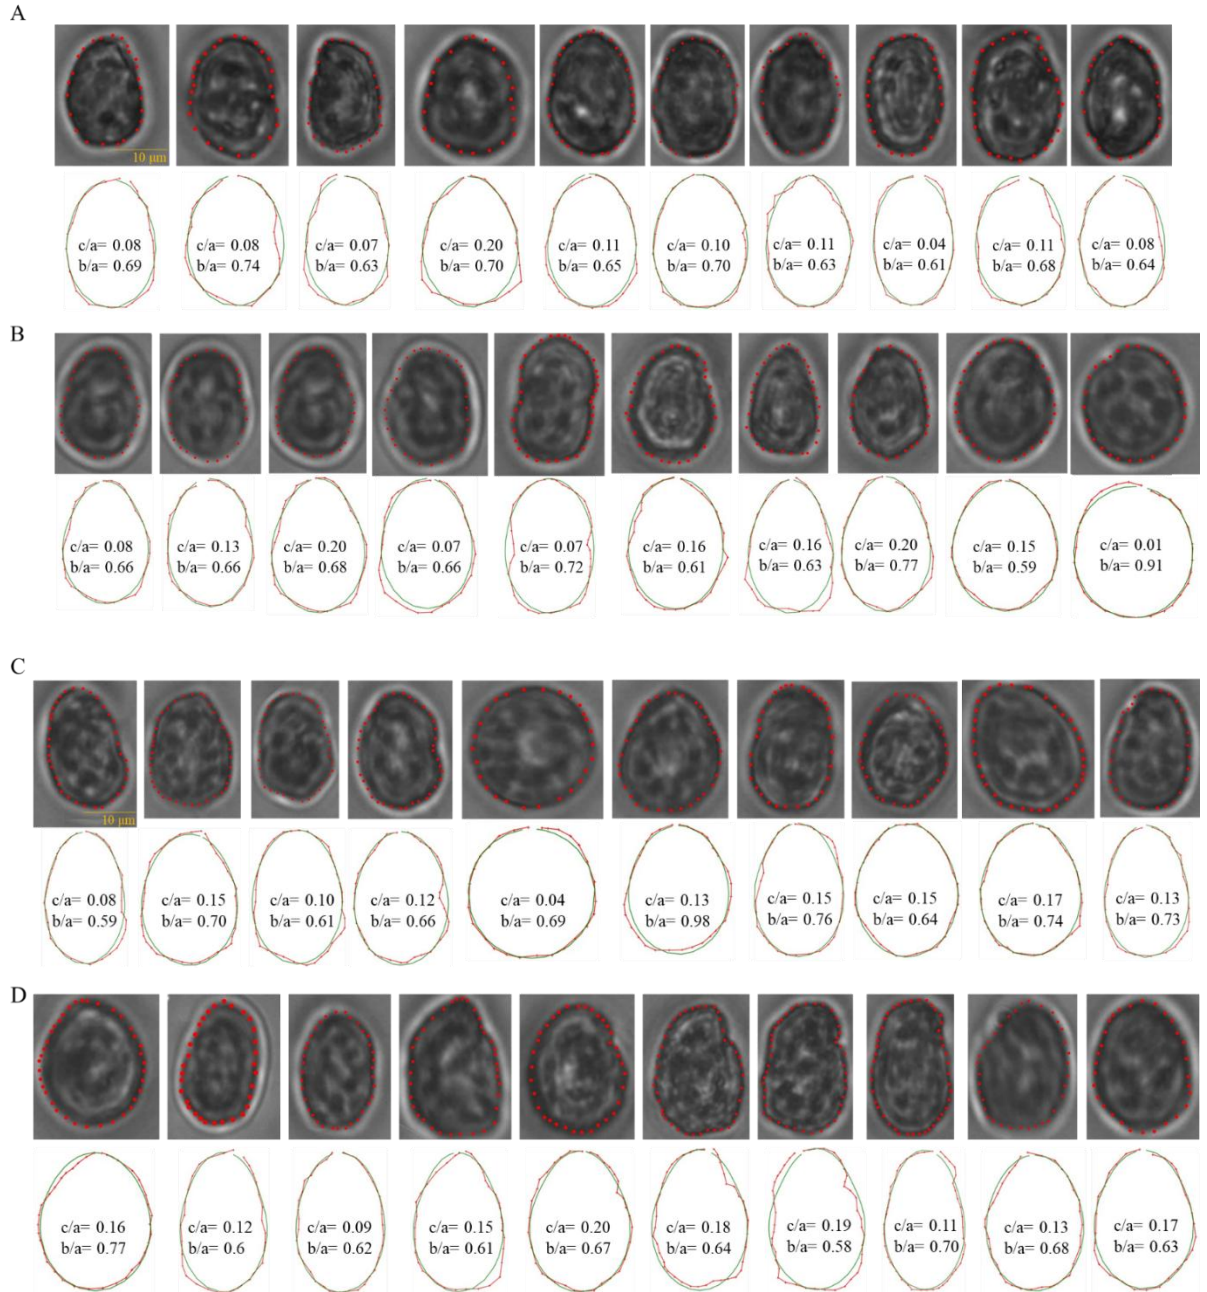 A
10 μm
c/a= 0.08 c/a= 0.08 c/a= 0.07 c/a= 0.20 c/a= 0.11 c/a= 0.10 c/a= 0.11 c/a= 0.04 c/a= 0.11 c/a= 0.08
b/a= 0.69 b/a= 0.74 b/a= 0.63 b/a= 0.70 b/a= 0.65 b/a= 0.70 b/a= 0.63 b/a= 0.61 b/a= 0.68 b/a= 0.64
B
c/a= 0.08 c/a= 0.13 c/a= 0.20 c/a= 0.07 c/a= 0.07 c/a= 0.16 c/a= 0.16 c/a= 0.20 c/a= 0.15 c/a= 0.01
b/a= 0.66 b/a= 0.66 b/a= 0.68 b/a= 0.66 b/a= 0.72 b/a= 0.61 b/a= 0.63 b/a= 0.77 b/a= 0.59 b/a= 0.91
C
10 μm
c/a= 0.08 c/a= 0.15 c/a= 0.10 c/a= 0.12 c/a= 0.04 c/a= 0.13 c/a= 0.15 c/a= 0.15 c/a= 0.17 c/a= 0.13
b/a= 0.59 b/a= 0.70 b/a= 0.61 b/a= 0.66 b/a= 0.69 b/a= 0.98 b/a= 0.76 b/a= 0.64 b/a= 0.74 b/a= 0.73
D
c/a= 0.16 c/a= 0.12 c/a= 0.09 c/a= 0.15 c/a= 0.20 c/a= 0.18 c/a= 0.19 c/a= 0.11 c/a= 0.13 c/a= 0.17
b/a= 0.77 b/a= 0.6 b/a= 0.62 b/a= 0.61 b/a= 0.67 b/a= 0.64 b/a= 0.58 b/a= 0.70 b/a= 0.68 b/a= 0.63